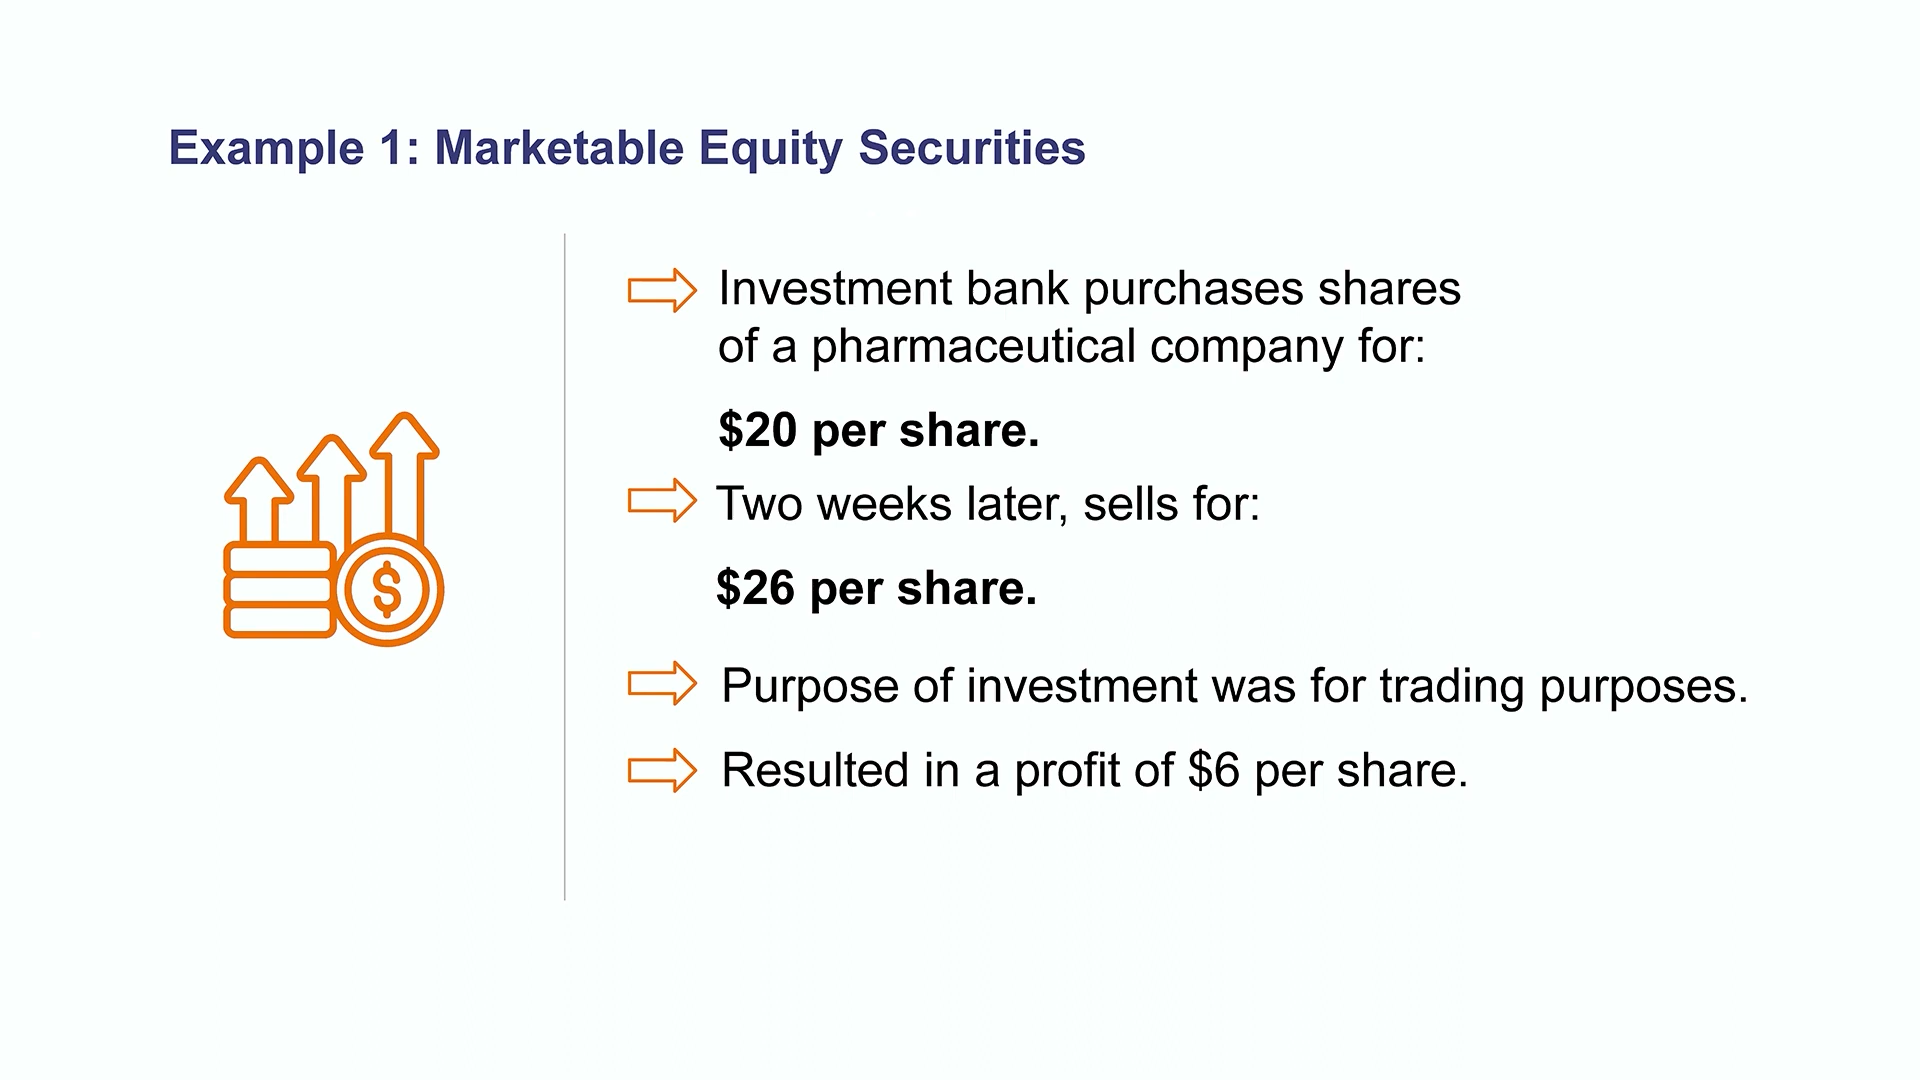 Example 1: Marketable Equity Securities
Investment bank purchases shares
of a pharmaceutical company for:
$20 per share.
Two weeks later, sells for:
$26 per share.
Purpose of investment was for trading purposes.
Resulted in a profit of $6 per share.
$